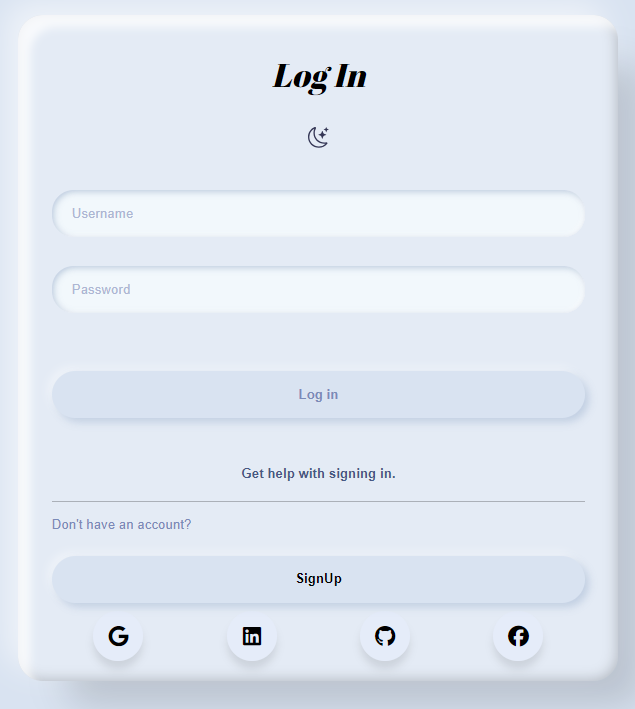 Log In
Username
Password
Log in
Get help with signing in.
Don't have an account?
SignUp